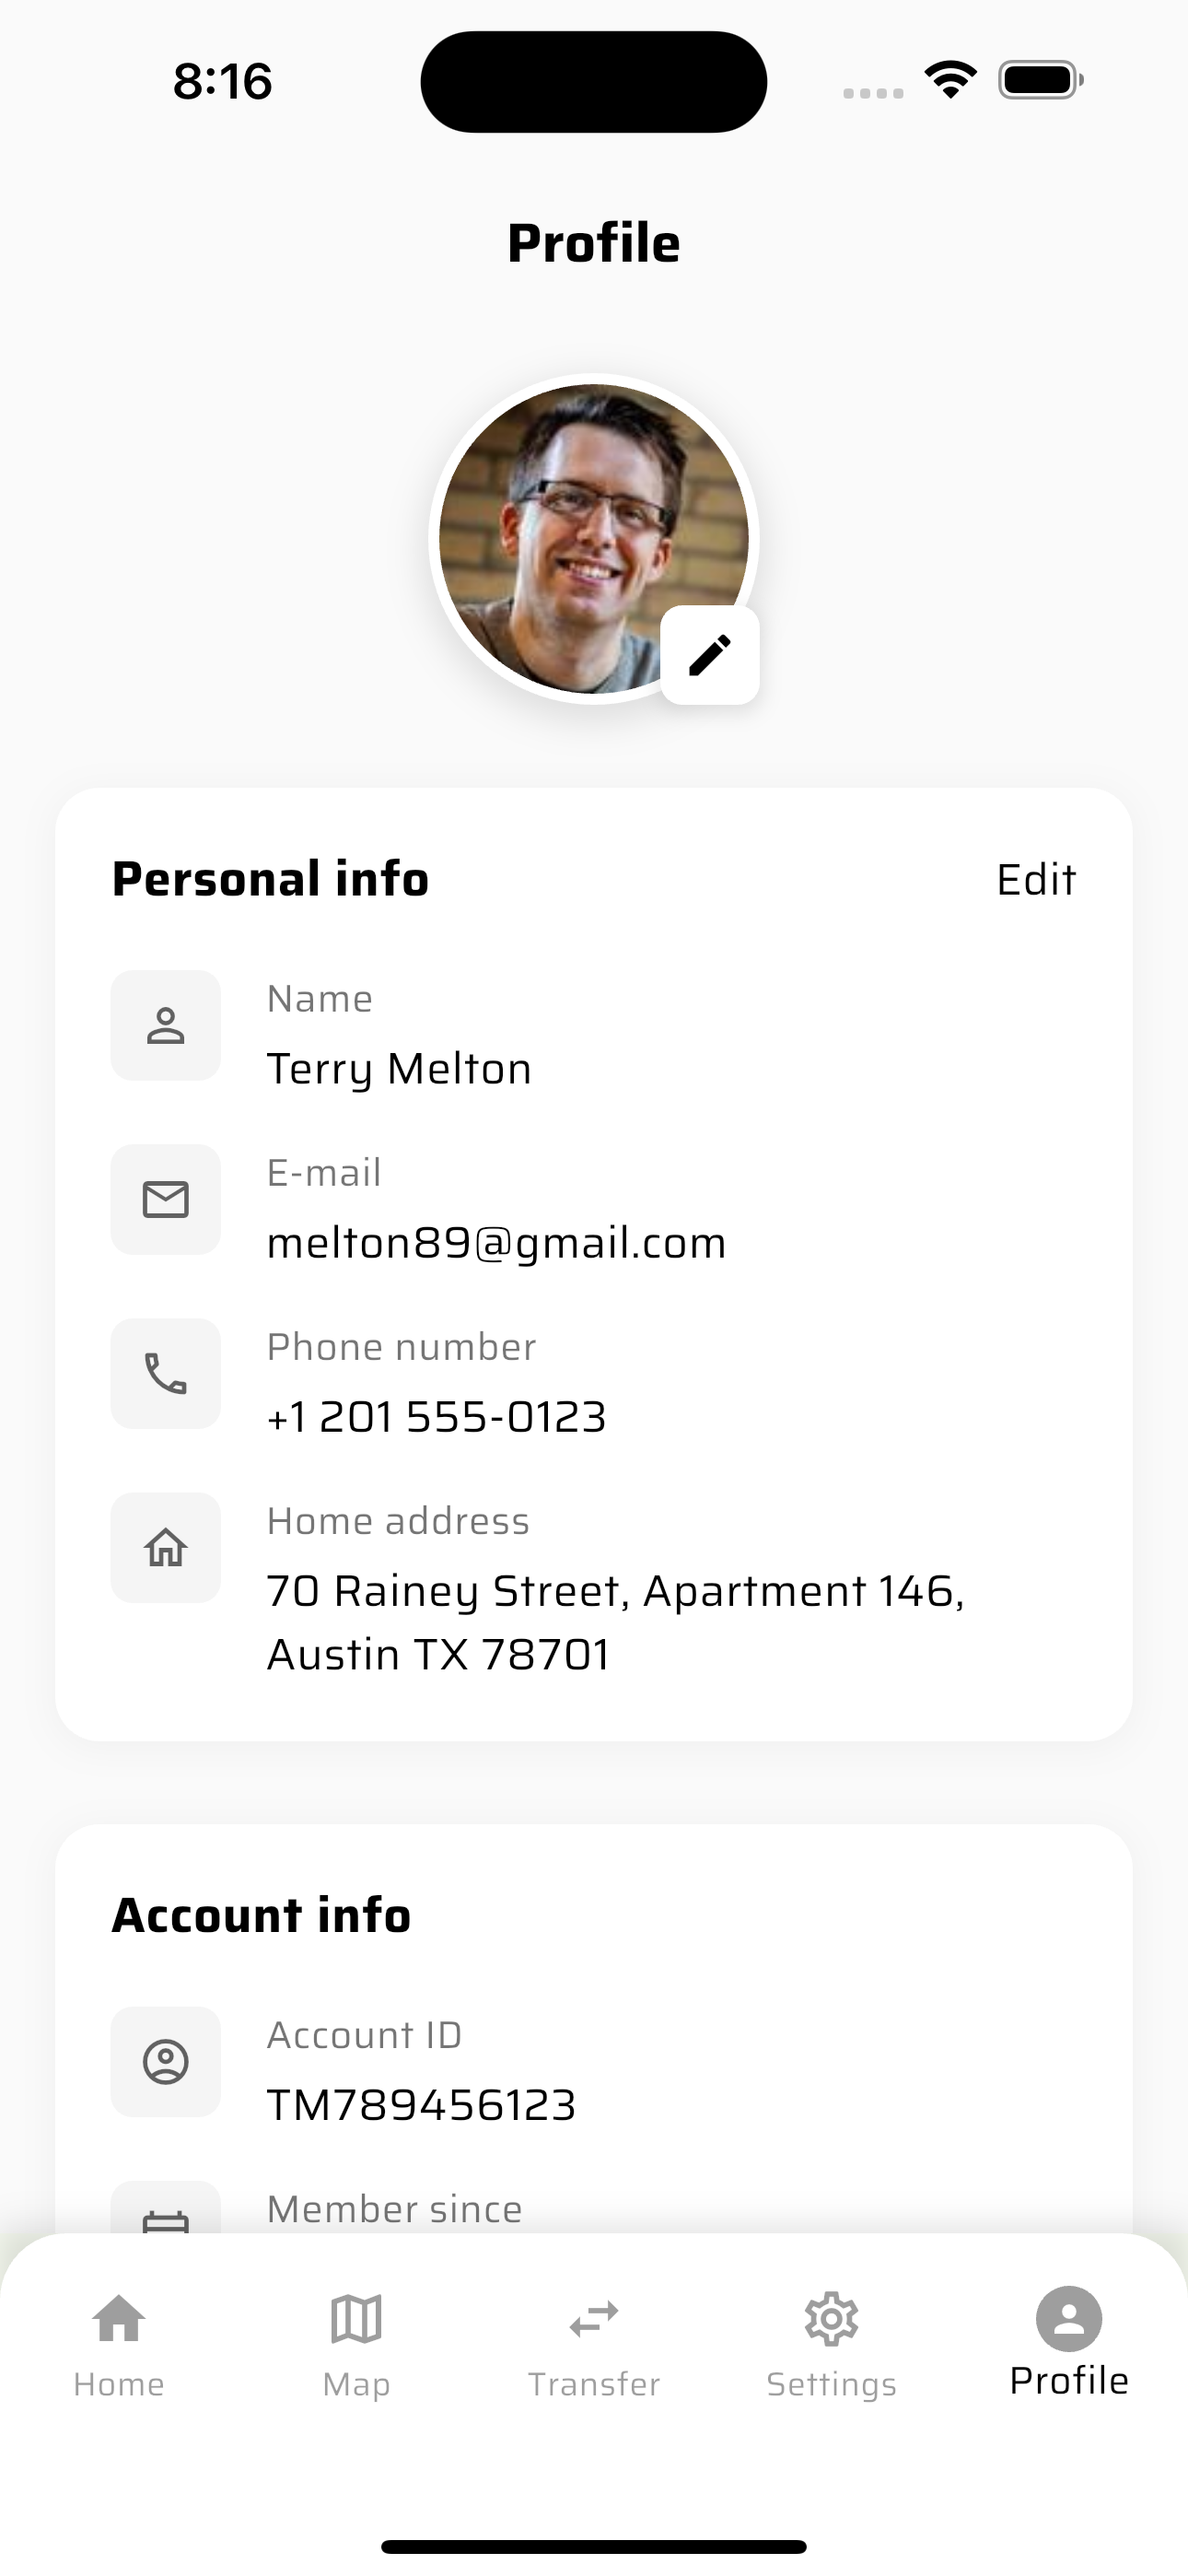 8:16
Profile
Personal info
Edit
Name
Terry Melton
E-mail
melton89@gmail.com
Phone number
+1 201 555-0123
Home address
70 Rainey Street, Apartment 146,
Austin TX 78701
Account info
Account ID
TM789456123
Member since
Home
Map
Transfer
Settings
Profile